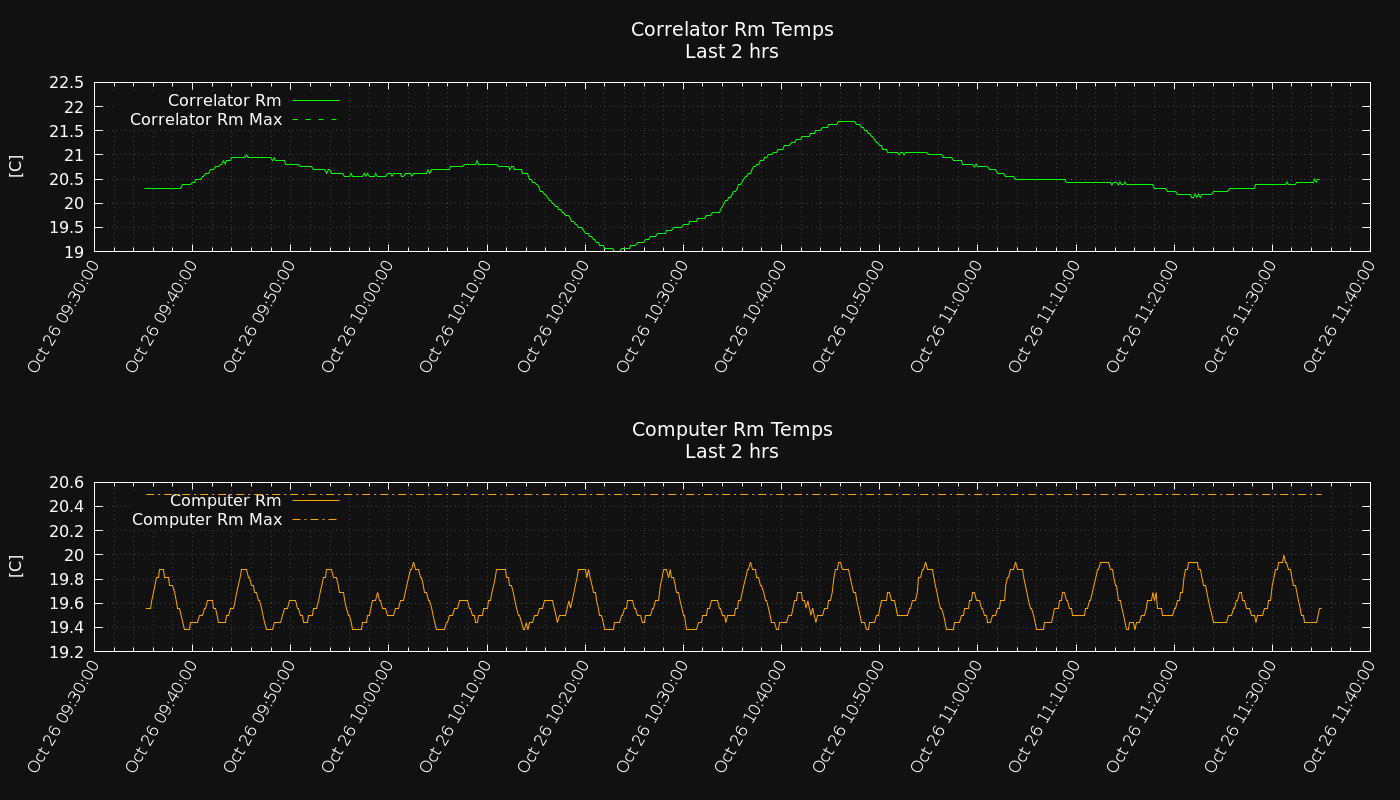 Correlator Rm Temps
Last 2 hrs
22.5
22
21.5
21
20.5
20
19.5
19
[C]
Correlator Rm
Correlator Rm Max
Oct 26 09:30:00
Oct 26 09:40:00
Oct 26 09:50:00
Oct 26 10:00:00
Oct 26 10:10:00
Oct 26 10:20:00
Oct 26 10:30:00
Oct 26 10:40:00
Oct 26 10:50:00
Oct 26 11:00:00
Oct 26 11:10:00
Oct 26 11:20:00
Oct 26 11:30:00
Oct 26 11:40:00
Computer Rm Temps
Last 2 hrs
20.6
20.4
20.2
20
19.8
19.6
19.4
19.2
[C]
Computer Rm
Computer Rm Max
Oct 26 09:30:00
Oct 26 09:40:00
Oct 26 09:50:00
Oct 26 10:00:00
Oct 26 10:10:00
Oct 26 10:20:00
Oct 26 10:30:00
Oct 26 10:40:00
Oct 26 10:50:00
Oct 26 11:00:00
Oct 26 11:10:00
Oct 26 11:20:00
Oct 26 11:30:00
Oct 26 11:40:00